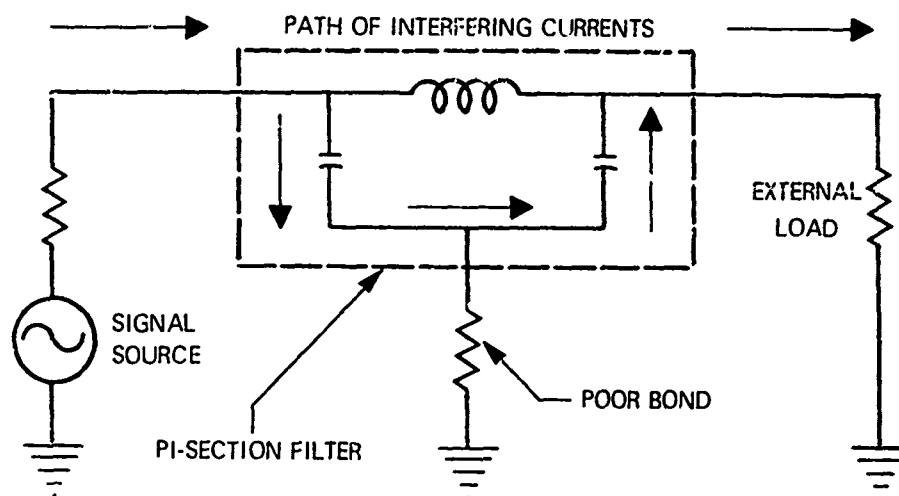 PATH OF INTERFERING CURRENTS
EXTERNAL
LOAD
SIGNAL
SOURCE
POOR BOND
PI-SECTION FILTER